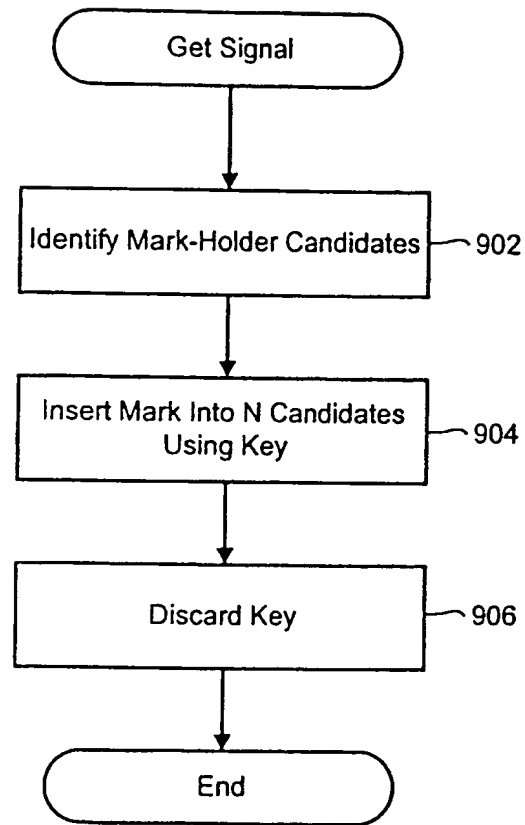 Get Signal
Identify Mark-Holder Candidates
902
Insert Mark Into N Candidates
Using Key
904
Discard Key
906
End